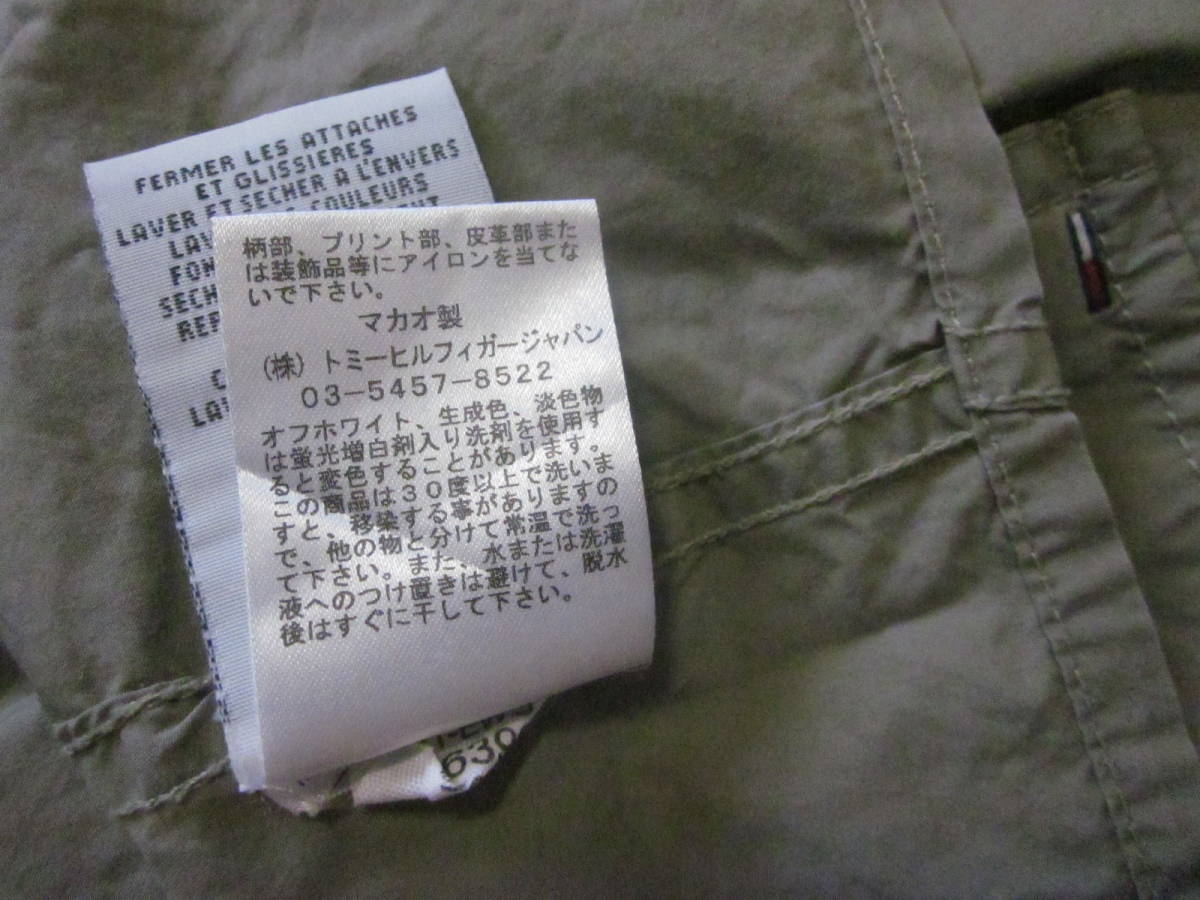 FERMER LES ATTACHES
ET GLISSIERES
LAVER ET SECHER A L'ENVERS
COULEURS
柄部、プリント部、皮革部また
は装飾品等にアイロンを当てな
いで下さい。
マカオ製
(株)トミーヒルフィガージャパン
03-5457-8522
オフホワイト、生成色、淡色物
は蛍光増白剤入り洗剤を使用す
ると変色することがあります。
この商品は30度以上で洗いま
すと、移染する事がありますの
で、他の物と分けて常温で洗っ
て下さい。また、水または洗濯
液へのつけ置きは避けて、脱水
後はすぐに干して下さい。
630